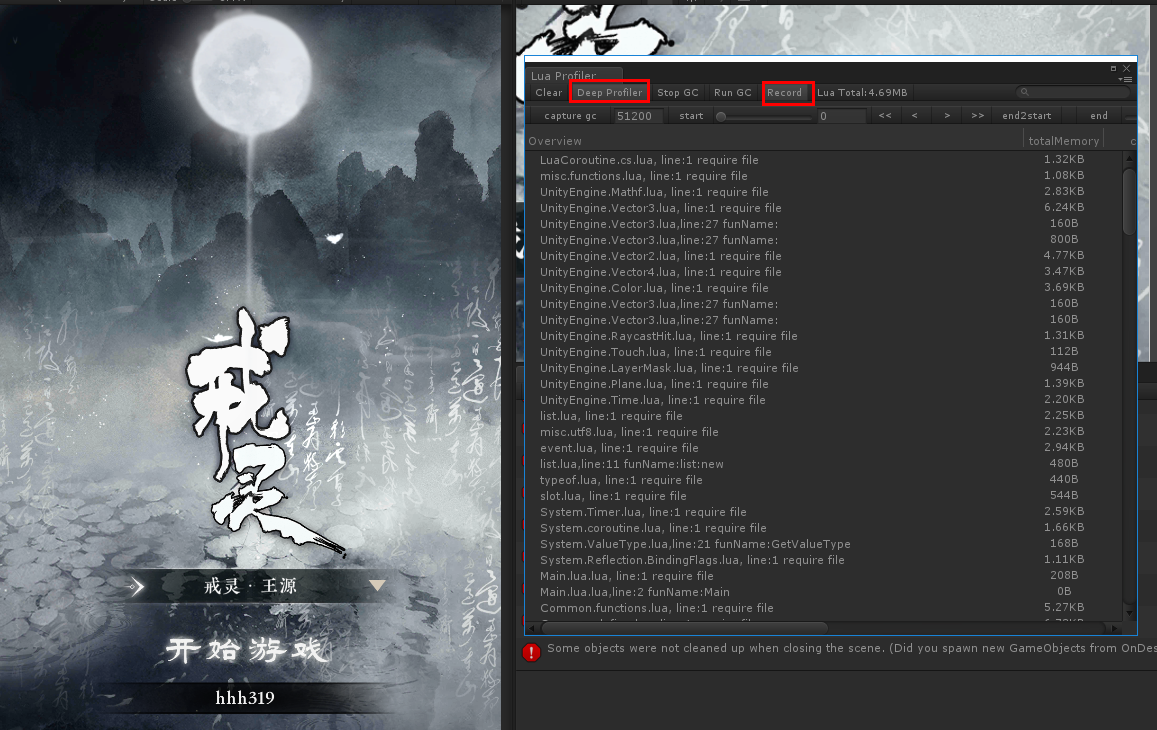 戒灵
戒灵·王源
开始游戏
hhh319
Lua Profiler
Clear Deep Profiler Stop GC Run GC Record Lua Total:4.69MB
capture gc 51200 start 0 << < > >> end2start end
Overview totalMemory c
LuaCoroutine.cs.lua, line:1 require file 1.32KB
misc.functions.lua, line:1 require file 1.08KB
UnityEngine.Mathf.lua, line:1 require file 2.83KB
UnityEngine.Vector3.lua, line:1 require file 6.24KB
UnityEngine.Vector3.lua,line:27 funName: 160B
UnityEngine.Vector3.lua,line:27 funName: 800B
UnityEngine.Vector2.lua, line:1 require file 4.77KB
UnityEngine.Vector4.lua, line:1 require file 3.47KB
UnityEngine.Color.lua, line:1 require file 3.69KB
UnityEngine.Vector3.lua,line:27 funName: 160B
UnityEngine.Vector3.lua,line:27 funName: 160B
UnityEngine.RaycastHit.lua, line:1 require file 1.31KB
UnityEngine.Touch.lua, line:1 require file 112B
UnityEngine.LayerMask.lua, line:1 require file 944B
UnityEngine.Plane.lua, line:1 require file 1.39KB
UnityEngine.Time.lua, line:1 require file 2.20KB
list.lua, line:1 require file 2.25KB
misc.utf8.lua, line:1 require file 2.23KB
event.lua, line:1 require file 2.94KB
list.lua,line:11 funName:list:new 480B
typeof.lua, line:1 require file 440B
slot.lua, line:1 require file 544B
System.Timer.lua, line:1 require file 2.59KB
System.coroutine.lua, line:1 require file 1.66KB
System.ValueType.lua,line:21 funName:GetValueType 168B
System.Reflection.BindingFlags.lua, line:1 require file 1.11KB
Main.lua.lua, line:1 require file 208B
Main.lua.lua,line:2 funName:Main 0B
Common.functions.lua, line:1 require file 5.27KB
Some objects were not cleaned up when closing the scene. (Did you spawn new GameObjects from OnDes